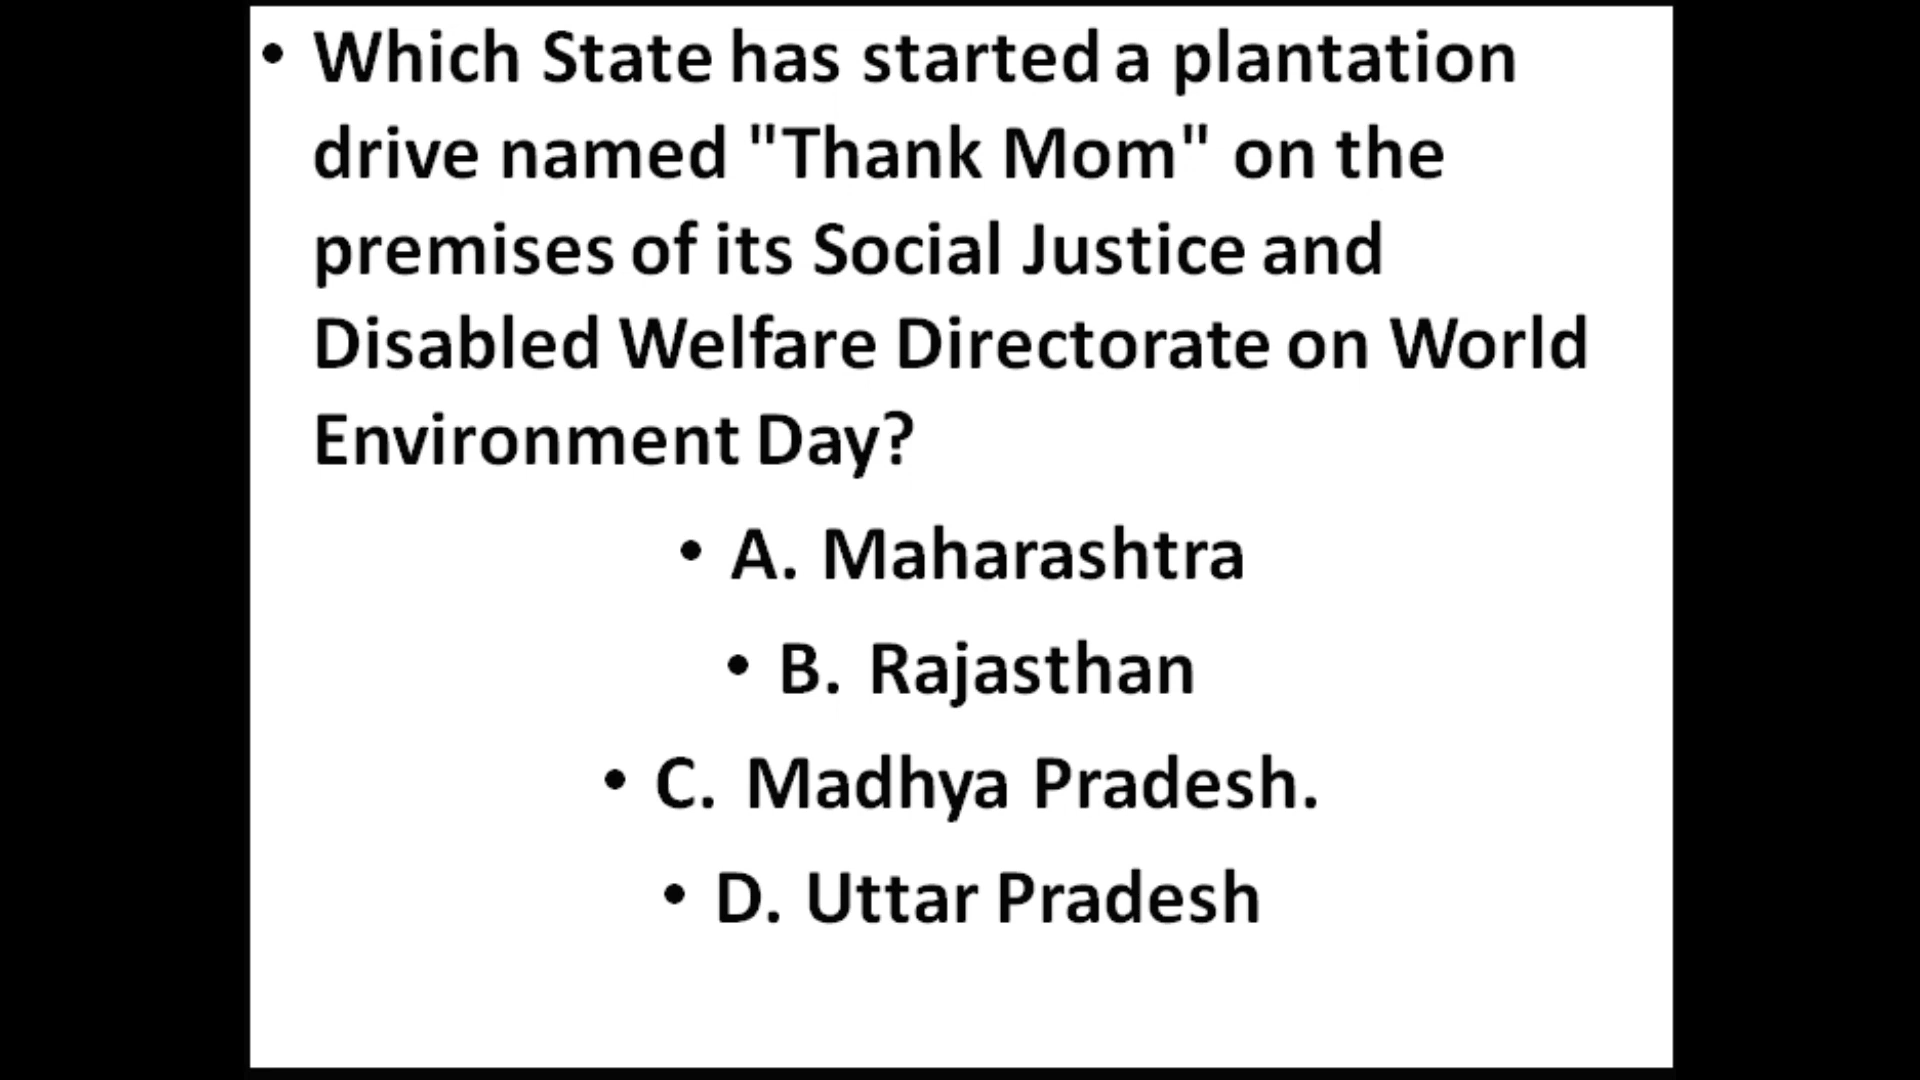 • Which State has started a plantation
drive named "Thank Mom" on the
premises of its Social Justice and
Disabled Welfare Directorate on World
Environment Day?
• A. Maharashtra
• B. Rajasthan
• C. Madhya Pradesh.
• D. Uttar Pradesh